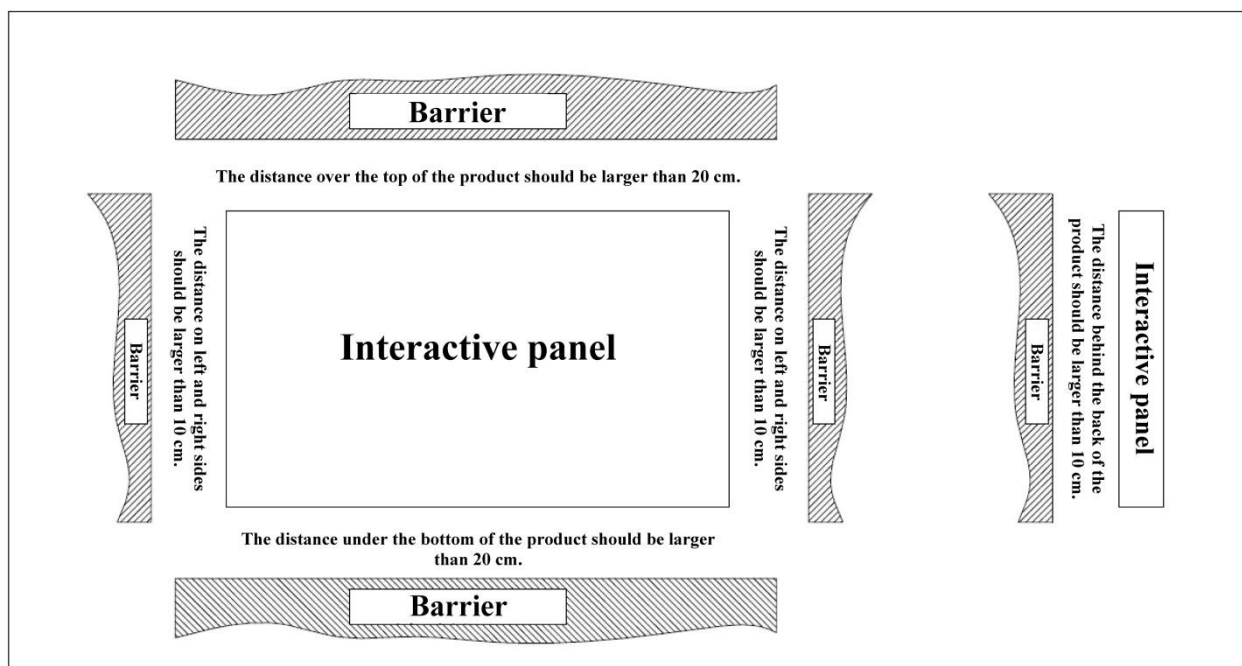 Barrier
The distance over the top of the product should be larger than 20 cm.
Barrier
The distance on left and right sides
should be larger than 10 cm.
Interactive panel
The distance on left and right sides
should be larger than 10 cm.
Barrier
Barrier
The distance behind the back of the
product should be larger than 10 cm.
Interactive panel
The distance under the bottom of the product should be larger
than 20 cm.
Barrier